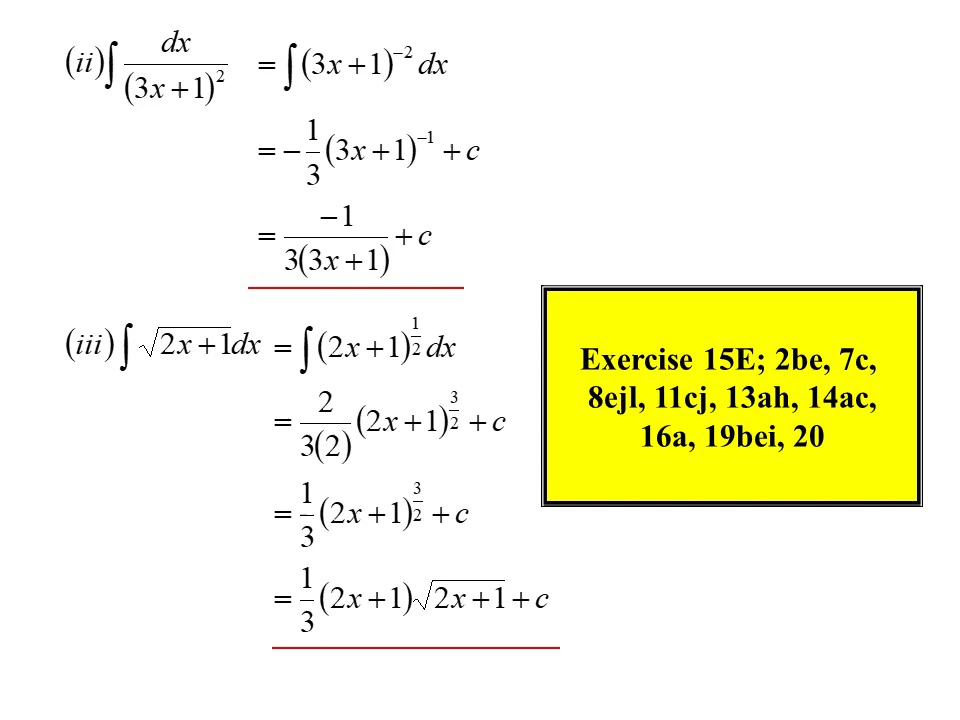 (ii) ∫ dx/(3x+1)² = ∫(3x+1)⁻² dx
= −1/3 (3x+1)⁻¹ + c
= −1/(3(3x+1)) + c
(iii) ∫ √(2x+1)dx = ∫(2x+1)^(1/2) dx
= 2/(3(2)) (2x+1)^(3/2) + c
= 1/3 (2x+1)^(3/2) + c
= 1/3 (2x+1)√(2x+1) + c
Exercise 15E; 2be, 7c,
8ejl, 11cj, 13ah, 14ac,
16a, 19bei, 20